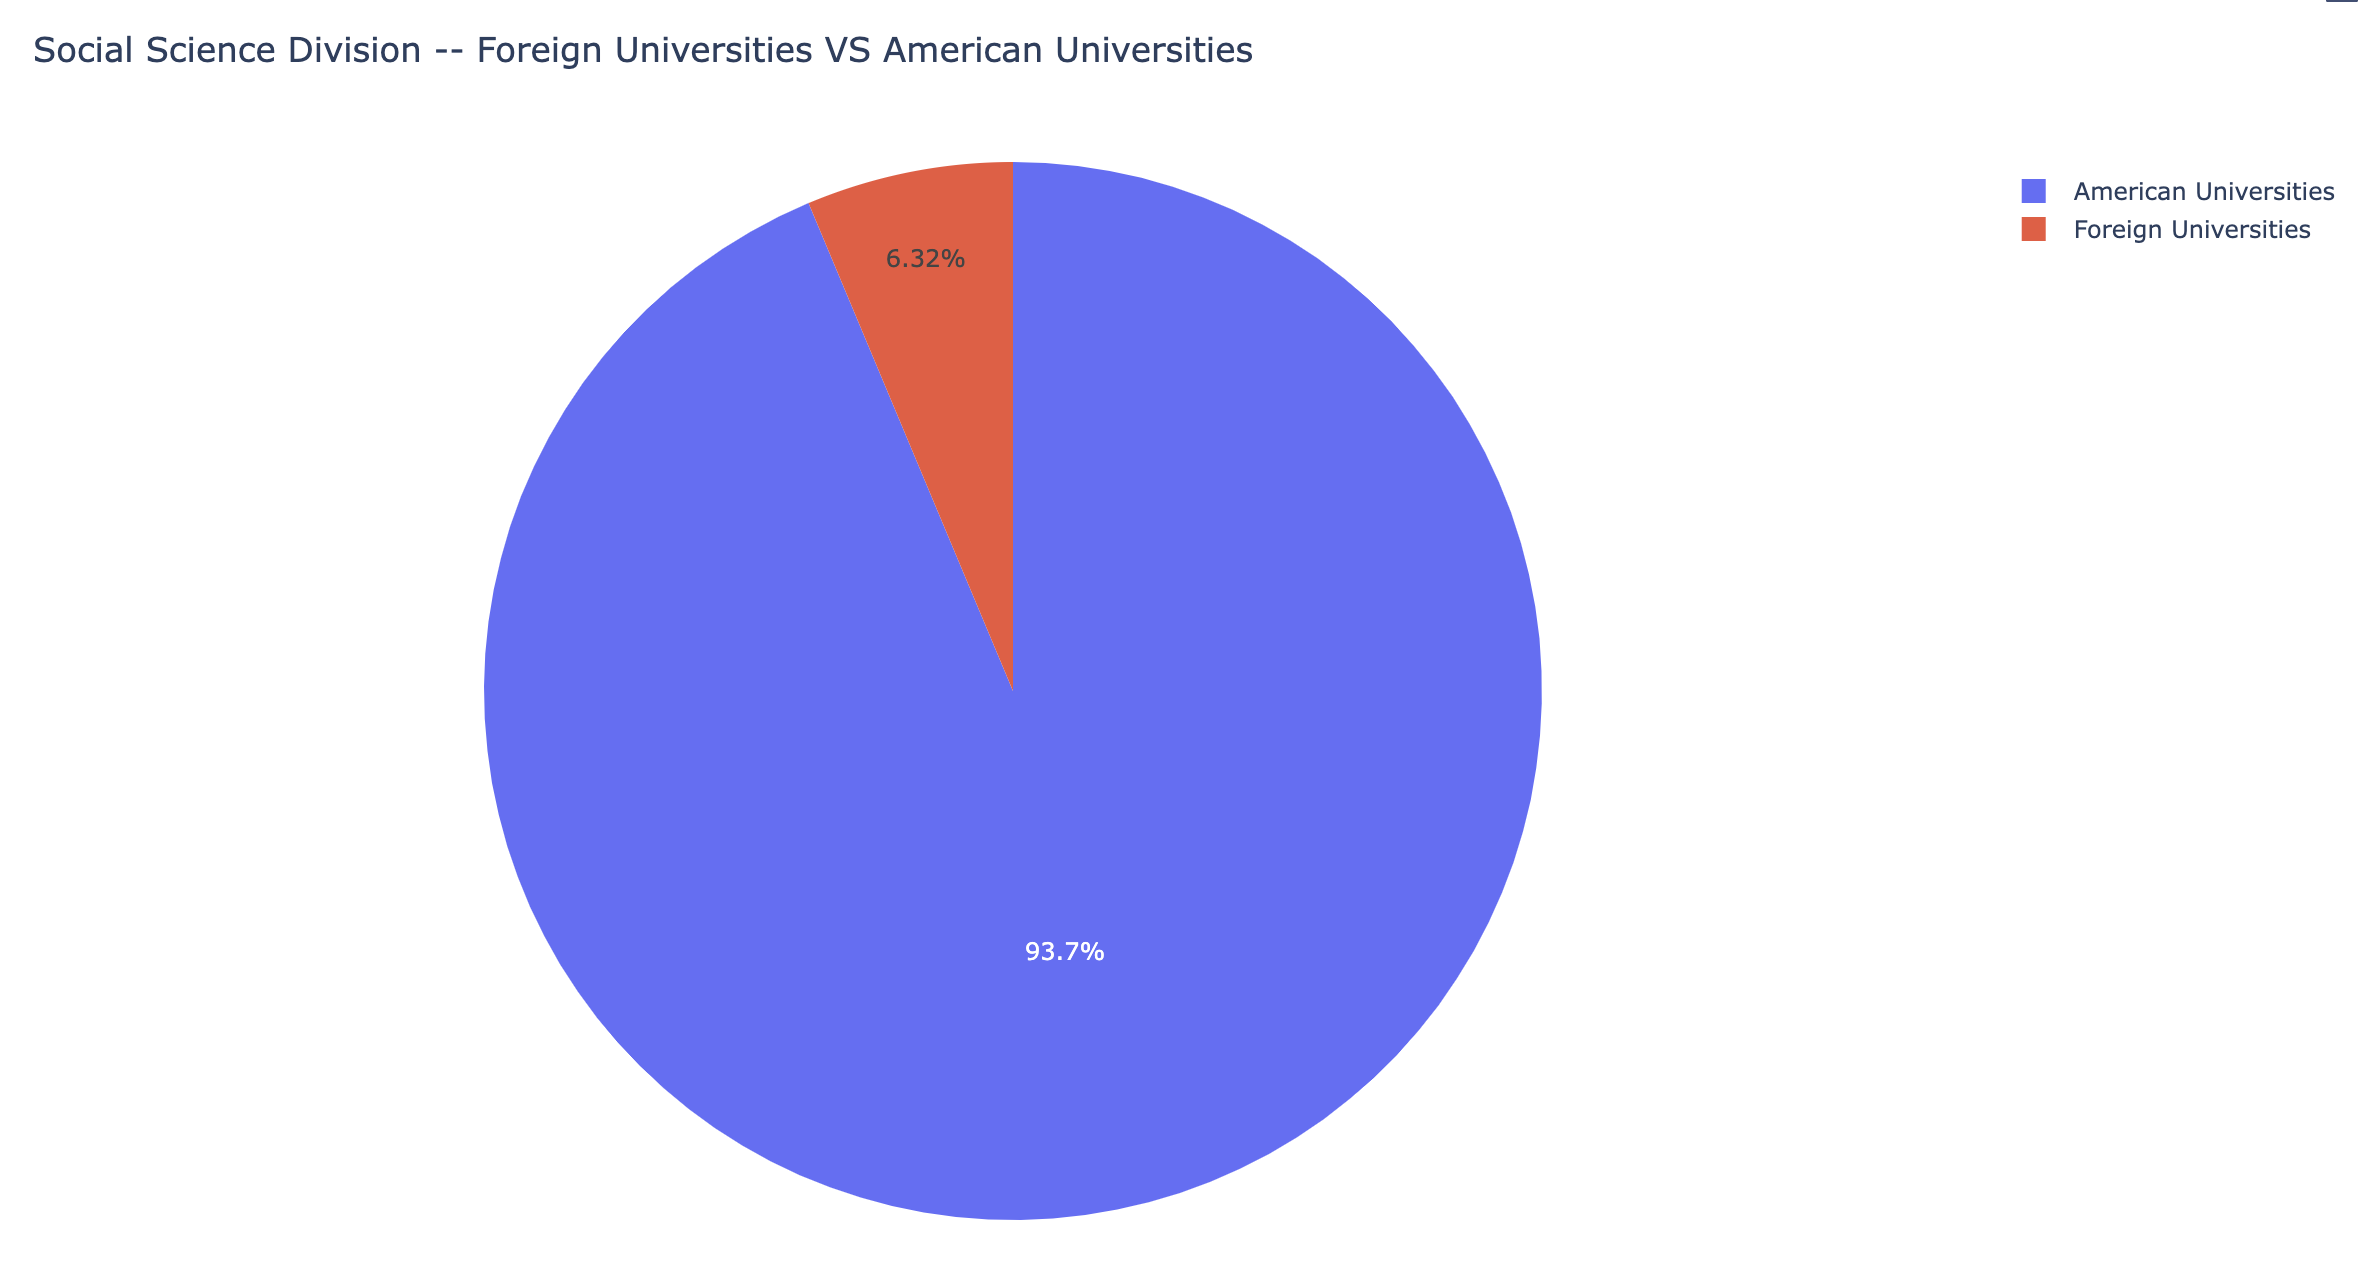 Social Science Division -- Foreign Universities VS American Universities
American Universities
Foreign Universities
6.32%
93.7%